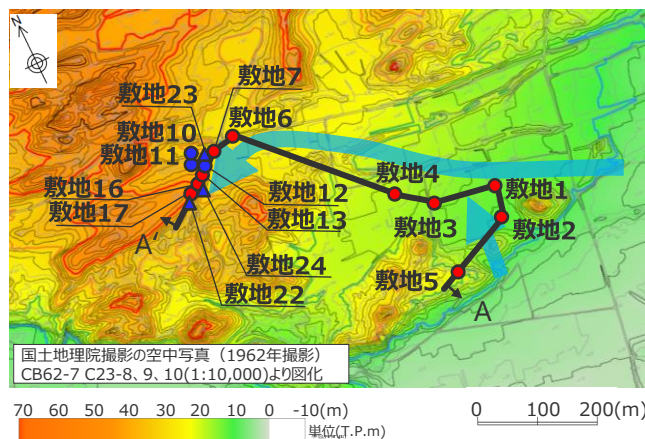 N
敷地7
敷地23
敷地6
敷地10
敷地11
敷地4
敷地1
敷地16
敷地12
敷地17
敷地13
敷地3
敷地2
A'
敷地24
敷地5
敷地22
A
国土地理院撮影の空中写真（1962年撮影）
CB62-7 C23-8、9、10(1:10,000)より図化
70 60 50 40 30 20 10 0 -10(m)
単位(T.P.m)
0 100 200(m)